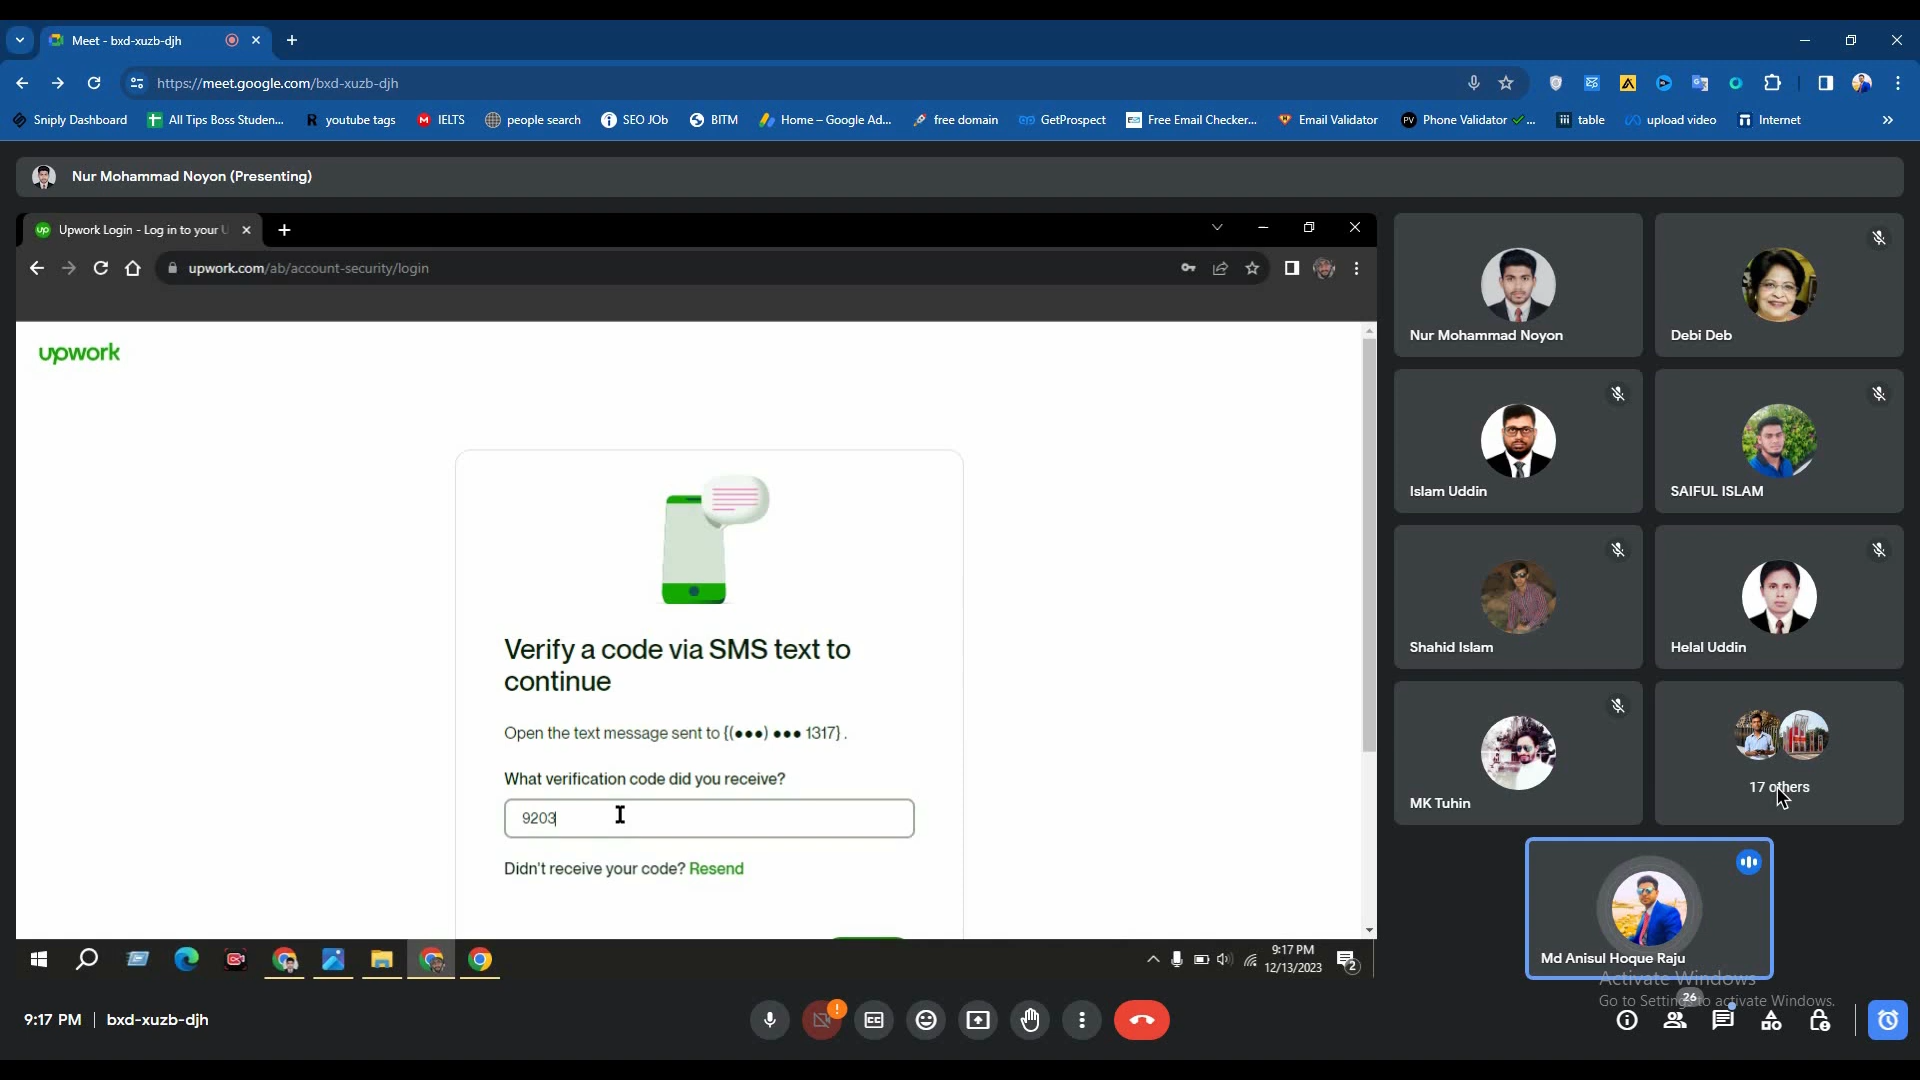 Meet - bxd-xuzb-djh
https://meet.google.com/bxd-xuzb-djh
Sniply Dashboard
All Tips Boss Studen...
youtube tags
IELTS
people search
SEO JOb
BITM
Home – Google Ad...
free domain
GetProspect
Free Email Checker...
Email Validator
Phone Validator ✓ ...
table
upload video
Internet
»
Nur Mohammad Noyon (Presenting)
up Upwork Login - Log in to your U
upwork.com/ab/account-security/login
upwork
Verify a code via SMS text to
continue
Open the text message sent to {(•••) ••• 1317} .
What verification code did you receive?
9203
Didn't receive your code? Resend
9:17 PM
12/13/2023
2
Nur Mohammad Noyon
Debi Deb
Islam Uddin
SAIFUL ISLAM
Shahid Islam
Helal Uddin
MK Tuhin
17 others
Md Anisul Hoque Raju
Activate Windows
Go to Settings to activate Windows.
26
9:17 PM | bxd-xuzb-djh